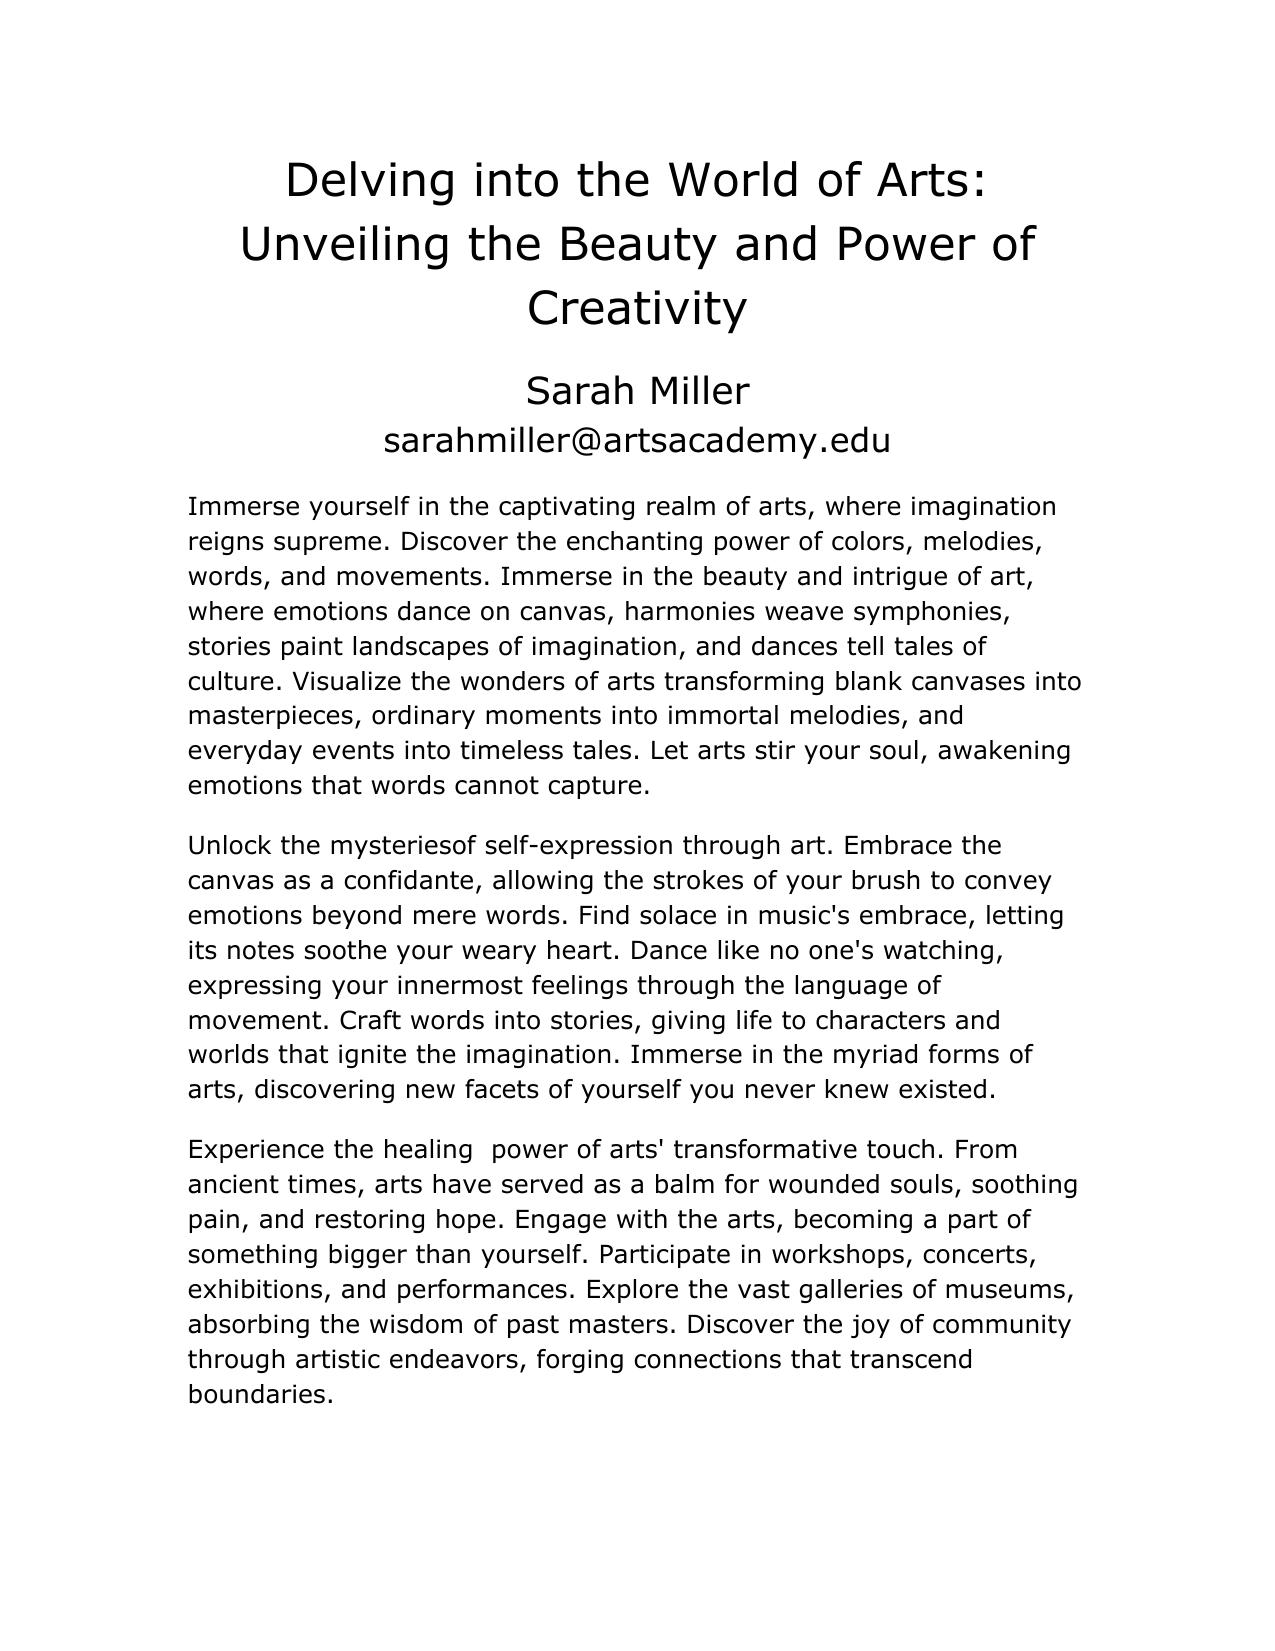 Delving into the World of Arts:
Unveiling the Beauty and Power of
Creativity
Sarah Miller
sarahmiller@artsacademy.edu
Immerse yourself in the captivating realm of arts, where imagination
reigns supreme. Discover the enchanting power of colors, melodies,
words, and movements. Immerse in the beauty and intrigue of art,
where emotions dance on canvas, harmonies weave symphonies,
stories paint landscapes of imagination, and dances tell tales of
culture. Visualize the wonders of arts transforming blank canvases into
masterpieces, ordinary moments into immortal melodies, and
everyday events into timeless tales. Let arts stir your soul, awakening
emotions that words cannot capture.
Unlock the mysteriesof self-expression through art. Embrace the
canvas as a confidante, allowing the strokes of your brush to convey
emotions beyond mere words. Find solace in music's embrace, letting
its notes soothe your weary heart. Dance like no one's watching,
expressing your innermost feelings through the language of
movement. Craft words into stories, giving life to characters and
worlds that ignite the imagination. Immerse in the myriad forms of
arts, discovering new facets of yourself you never knew existed.
Experience the healing  power of arts' transformative touch. From
ancient times, arts have served as a balm for wounded souls, soothing
pain, and restoring hope. Engage with the arts, becoming a part of
something bigger than yourself. Participate in workshops, concerts,
exhibitions, and performances. Explore the vast galleries of museums,
absorbing the wisdom of past masters. Discover the joy of community
through artistic endeavors, forging connections that transcend
boundaries.